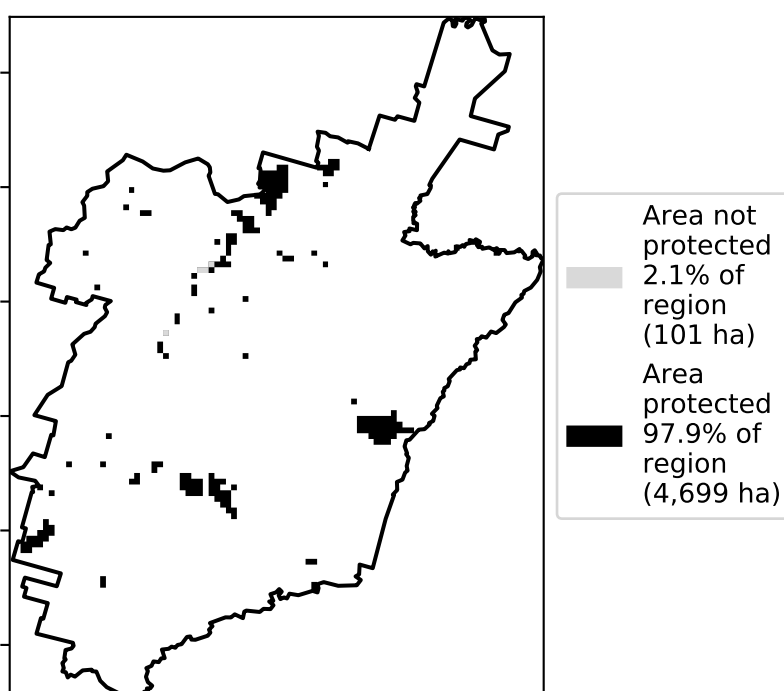 Area not
protected
2.1% of
region
(101 ha)
Area
protected
97.9% of
region
(4,699 ha)